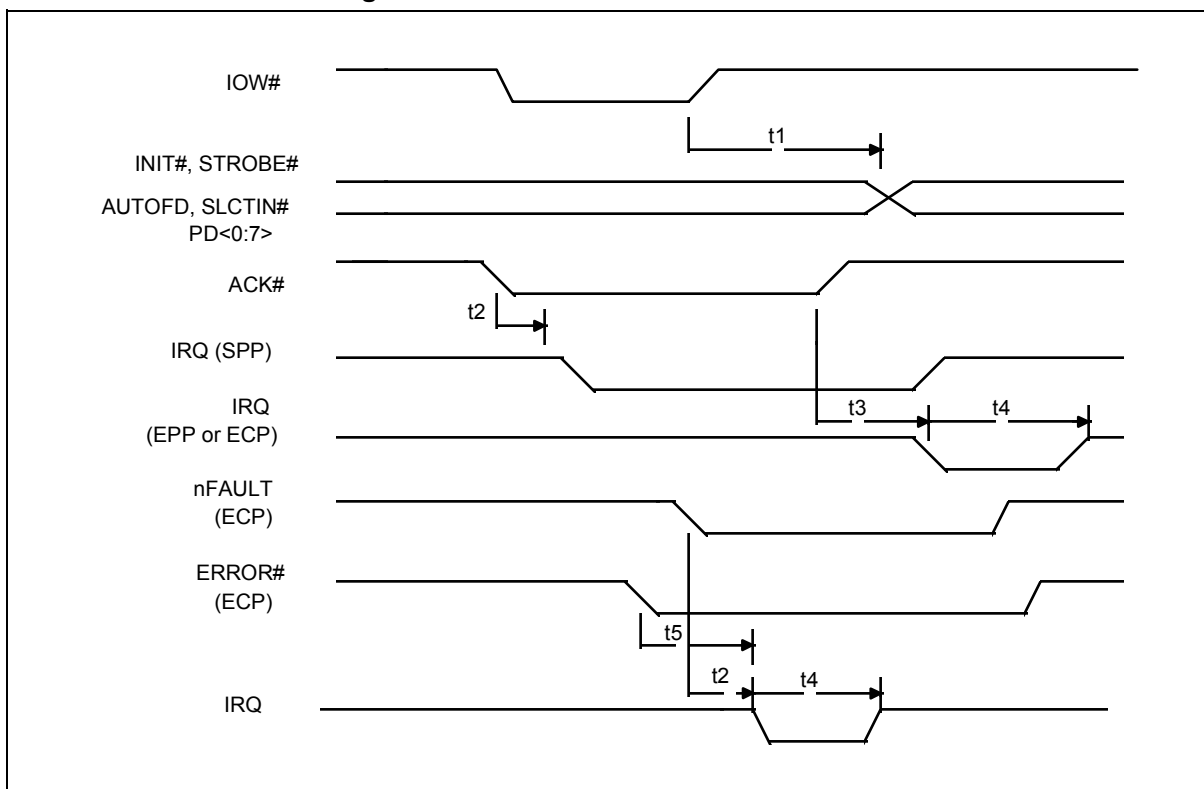 IOW#
t1
INIT#, STROBE#
AUTOFD, SLCTIN#
PD<0:7>
ACK#
t2
IRQ (SPP)
IRQ
(EPP or ECP)
t3
t4
nFAULT
(ECP)
ERROR#
(ECP)
t5
t2
t4
IRQ